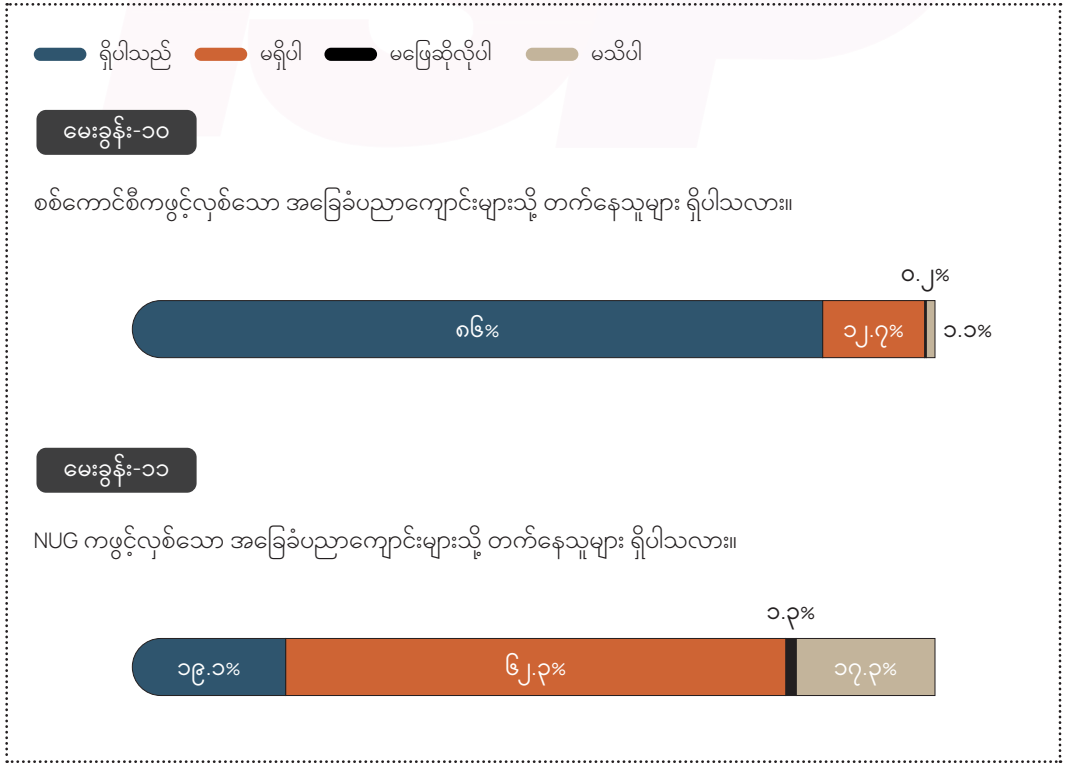 ရှိပါသည် မရှိပါ မဖြေဆိုလိုပါ မသိပါ
မေးခွန်း-၁၀
စစ်ကောင်စီကဖွင့်လှစ်သော အခြေခံပညာကျောင်းများသို့ တက်နေသူများ ရှိပါသလား။
၀.၂%
၈၆% ၁၂.၇% ၁.၁%
မေးခွန်း-၁၁
NUG ကဖွင့်လှစ်သော အခြေခံပညာကျောင်းများသို့ တက်နေသူများ ရှိပါသလား။
၁.၃%
၁၉.၁% ၆၂.၃% ၁၇.၃%